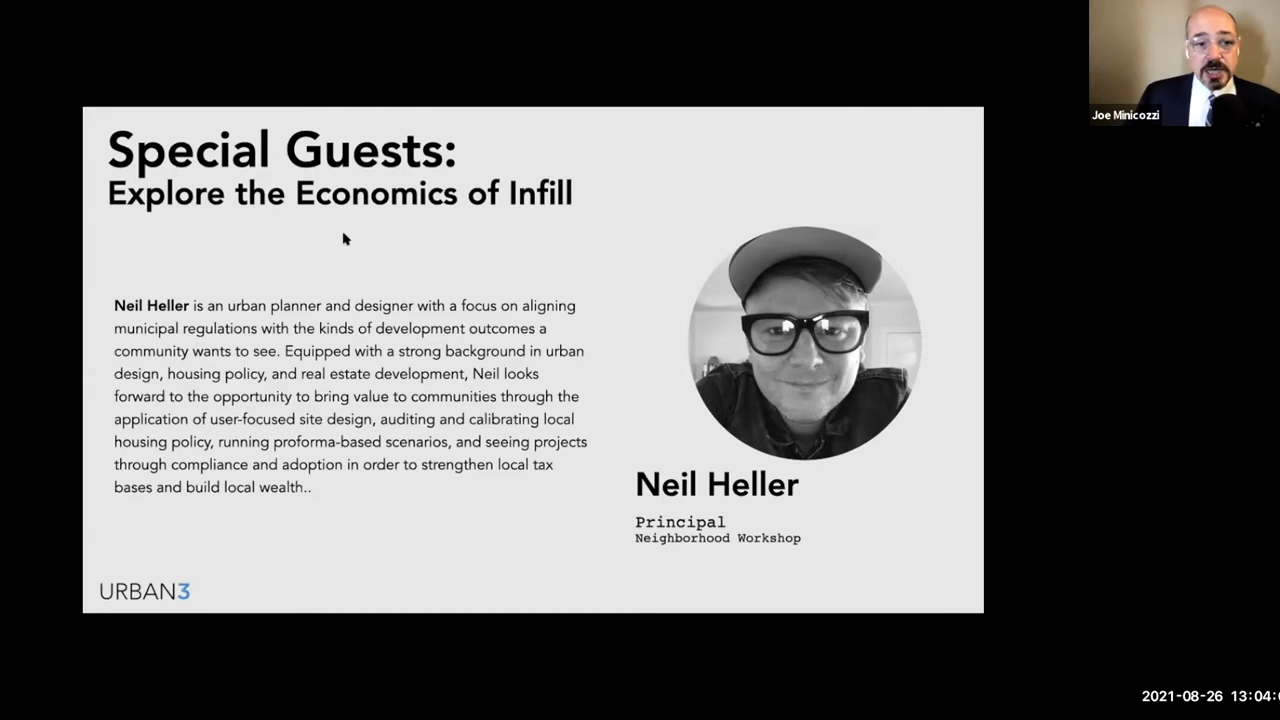 Special Guests:
Explore the Economics of Infill
Neil Heller is an urban planner and designer with a focus on aligning
municipal regulations with the kinds of development outcomes a
community wants to see. Equipped with a strong background in urban
design, housing policy, and real estate development, Neil looks
forward to the opportunity to bring value to communities through the
application of user-focused site design, auditing and calibrating local
housing policy, running proforma-based scenarios, and seeing projects
through compliance and adoption in order to strengthen local tax
bases and build local wealth..
Neil Heller
Principal
Neighborhood Workshop
URBAN3
Joe Minicozzi
2021-08-26 13:04: